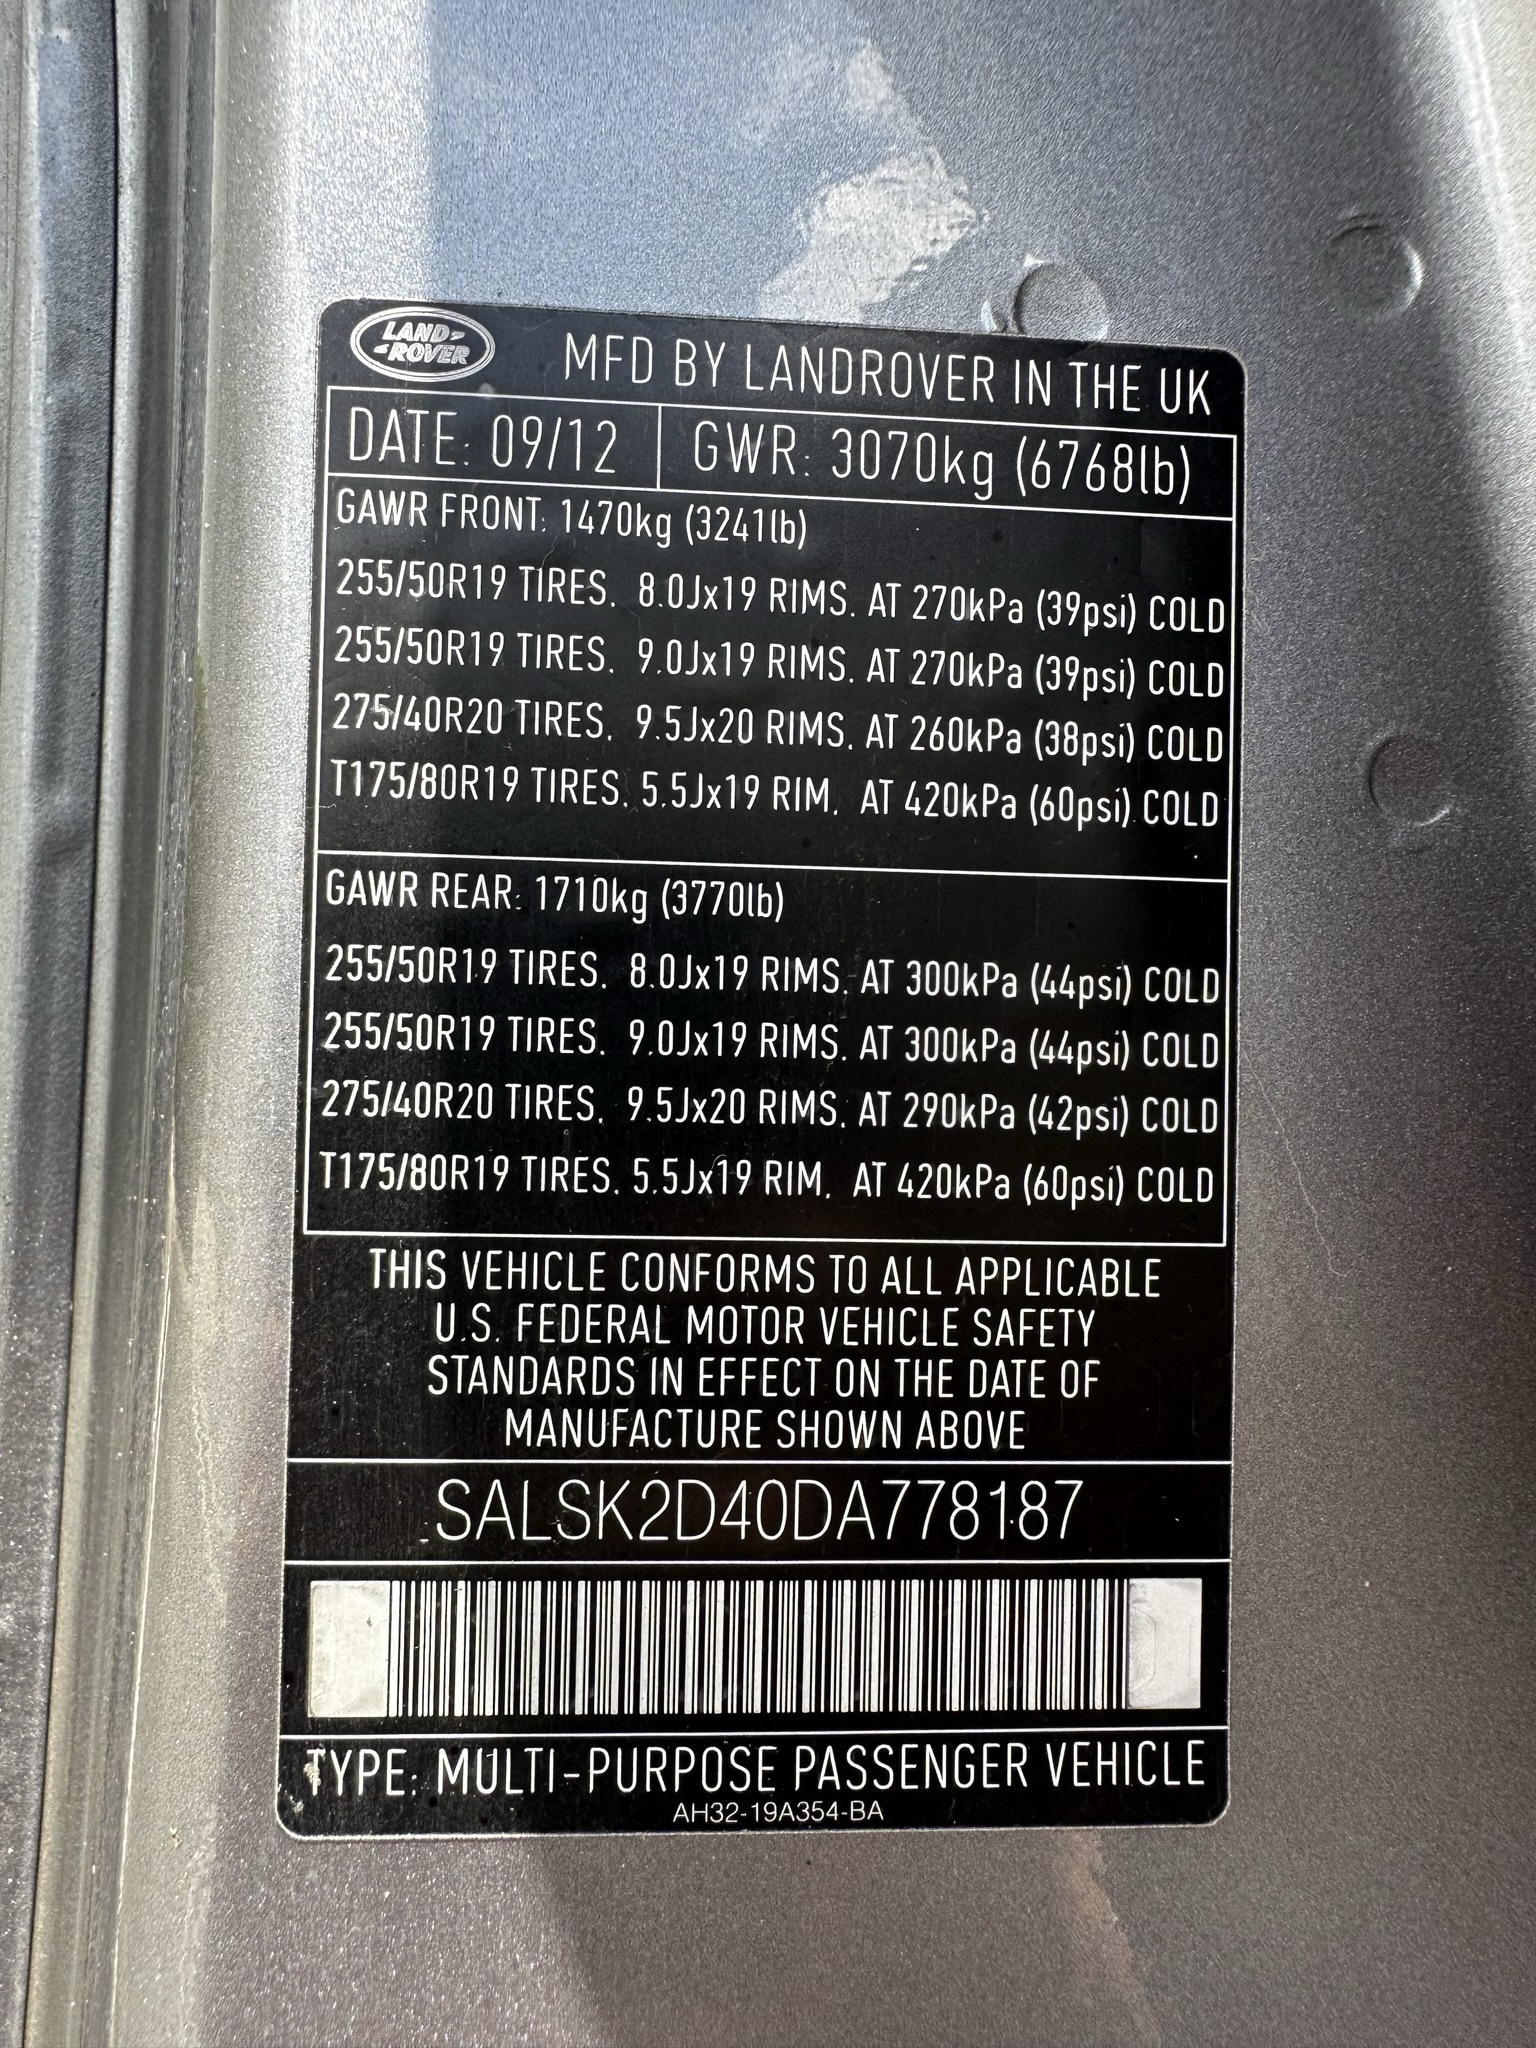 LAND ROVER
MFD BY LANDROVER IN THE UK
DATE: 09/12 GWR: 3070kg (6768lb)
GAWR FRONT: 1470kg (3241lb)
255/50R19 TIRES. 8.0Jx19 RIMS. AT 270kPa (39psi) COLD
255/50R19 TIRES. 9.0Jx19 RIMS. AT 270kPa (39psi) COLD
275/40R20 TIRES. 9.5Jx20 RIMS. AT 260kPa (38psi) COLD
T175/80R19 TIRES. 5.5Jx19 RIM. AT 420kPa (60psi) COLD
GAWR REAR: 1710kg (3770lb)
255/50R19 TIRES. 8.0Jx19 RIMS. AT 300kPa (44psi) COLD
255/50R19 TIRES. 9.0Jx19 RIMS. AT 300kPa (44psi) COLD
275/40R20 TIRES. 9.5Jx20 RIMS. AT 290kPa (42psi) COLD
T175/80R19 TIRES. 5.5Jx19 RIM. AT 420kPa (60psi) COLD
THIS VEHICLE CONFORMS TO ALL APPLICABLE
U.S. FEDERAL MOTOR VEHICLE SAFETY
STANDARDS IN EFFECT ON THE DATE OF
MANUFACTURE SHOWN ABOVE
SALSK2D40DA778187
TYPE: MULTI-PURPOSE PASSENGER VEHICLE
AH32-19A354-BA